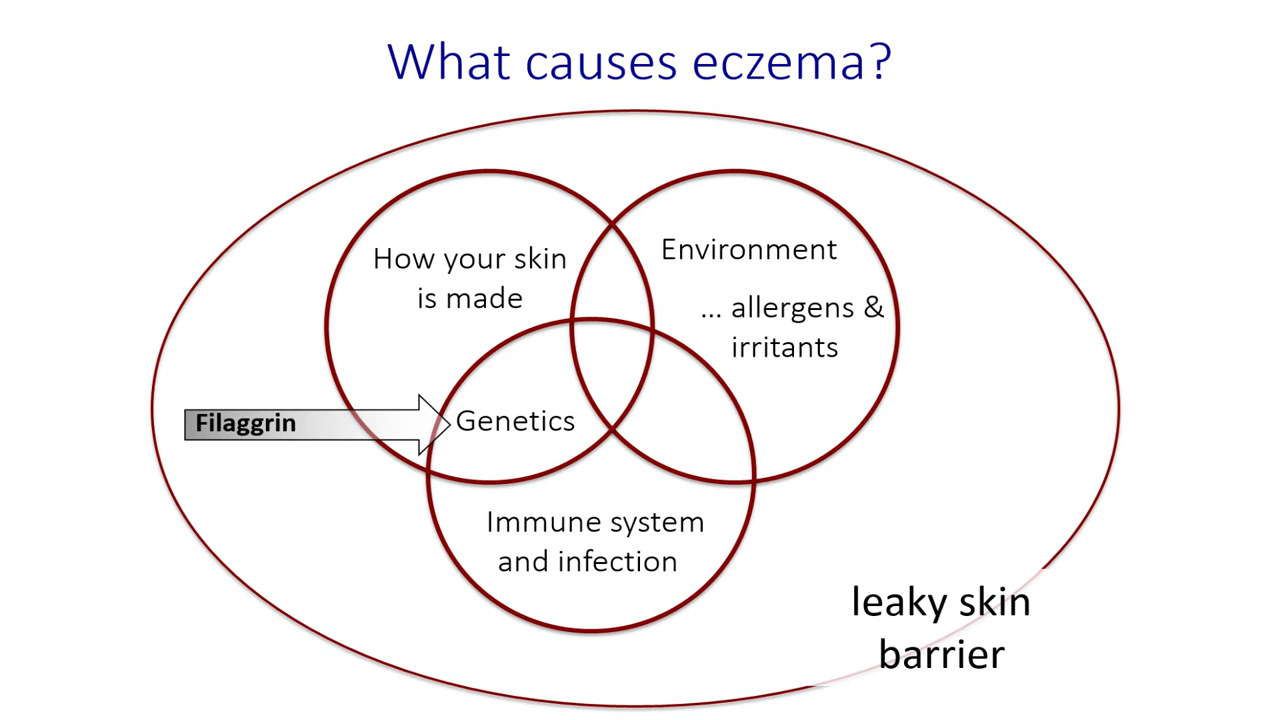 What causes eczema?
How your skin
is made
Environment
... allergens &
irritants
Filaggrin
Genetics
Immune system
and infection
leaky skin
barrier